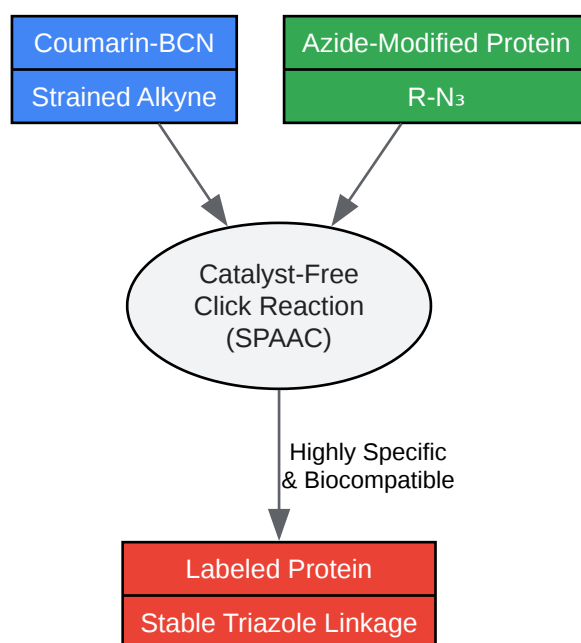 Coumarin-BCN
Strained Alkyne
Azide-Modified Protein
R-N₃
Catalyst-Free
Click Reaction
(SPAAC)
Highly Specific
& Biocompatible
Labeled Protein
Stable Triazole Linkage